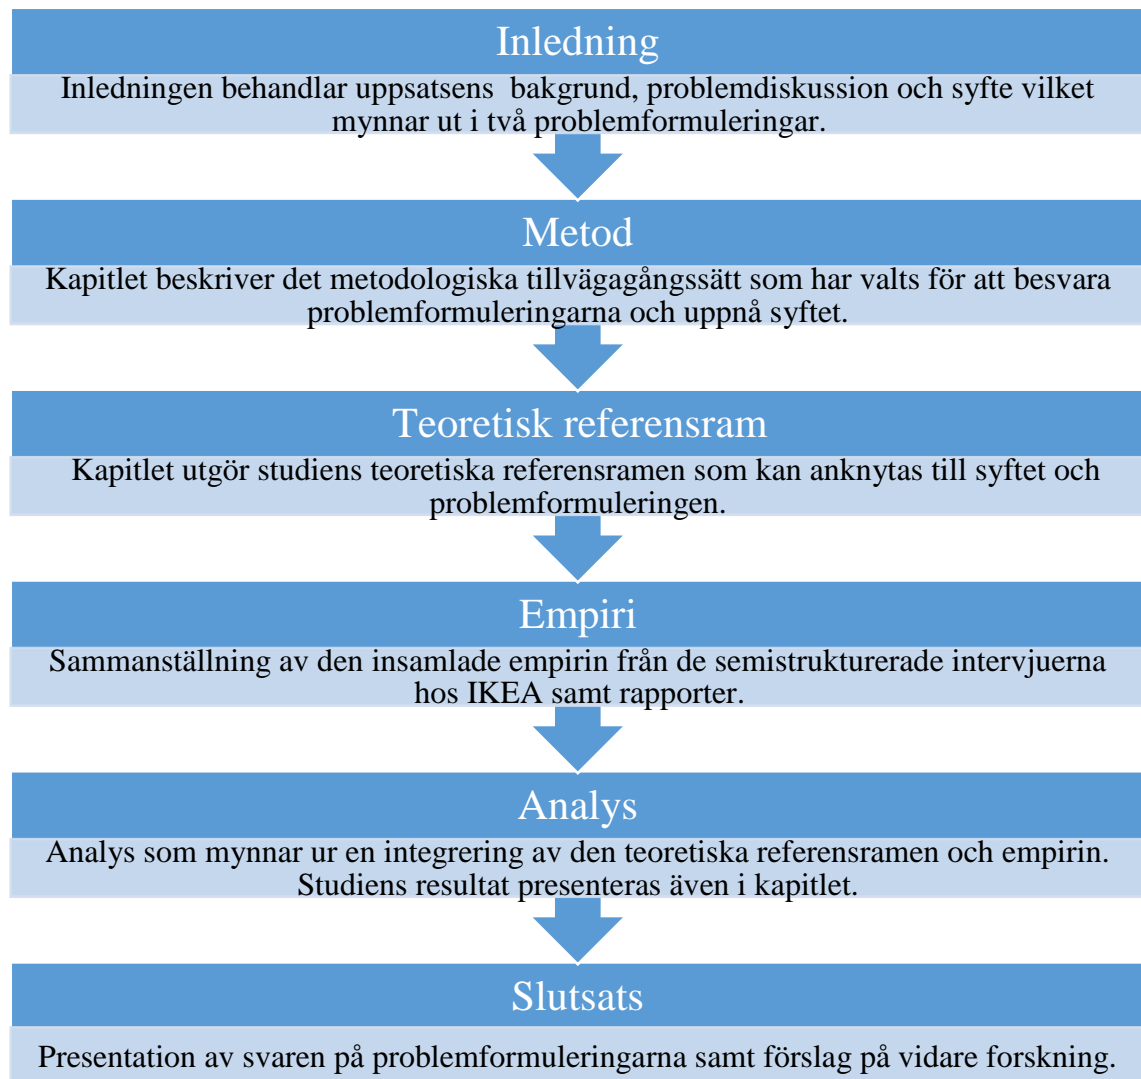 Inledning
Inledningen behandlar uppsatsens  bakgrund, problemdiskussion och syfte vilket
mynnar ut i två problemformuleringar.
Metod
Kapitlet beskriver det metodologiska tillvägagångssätt som har valts för att besvara
problemformuleringarna och uppnå syftet.
Teoretisk referensram
Kapitlet utgör studiens teoretiska referensramen som kan anknytas till syftet och
problemformuleringen.
Empiri
Sammanställning av den insamlade empirin från de semistrukturerade intervjuerna
hos IKEA samt rapporter.
Analys
Analys som mynnar ur en integrering av den teoretiska referensramen och empirin.
Studiens resultat presenteras även i kapitlet.
Slutsats
Presentation av svaren på problemformuleringarna samt förslag på vidare forskning.